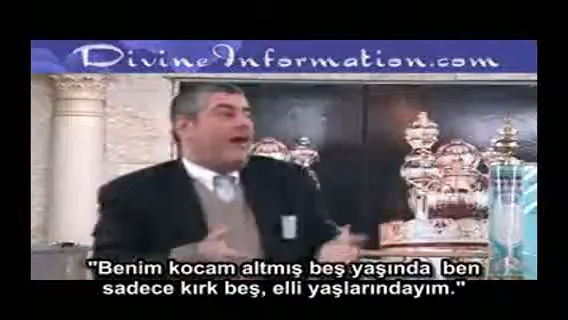 DivineInformation.com
"Benim kocam altmış beş yaşında ben
sadece kırk beş, elli yaşlarındayım."